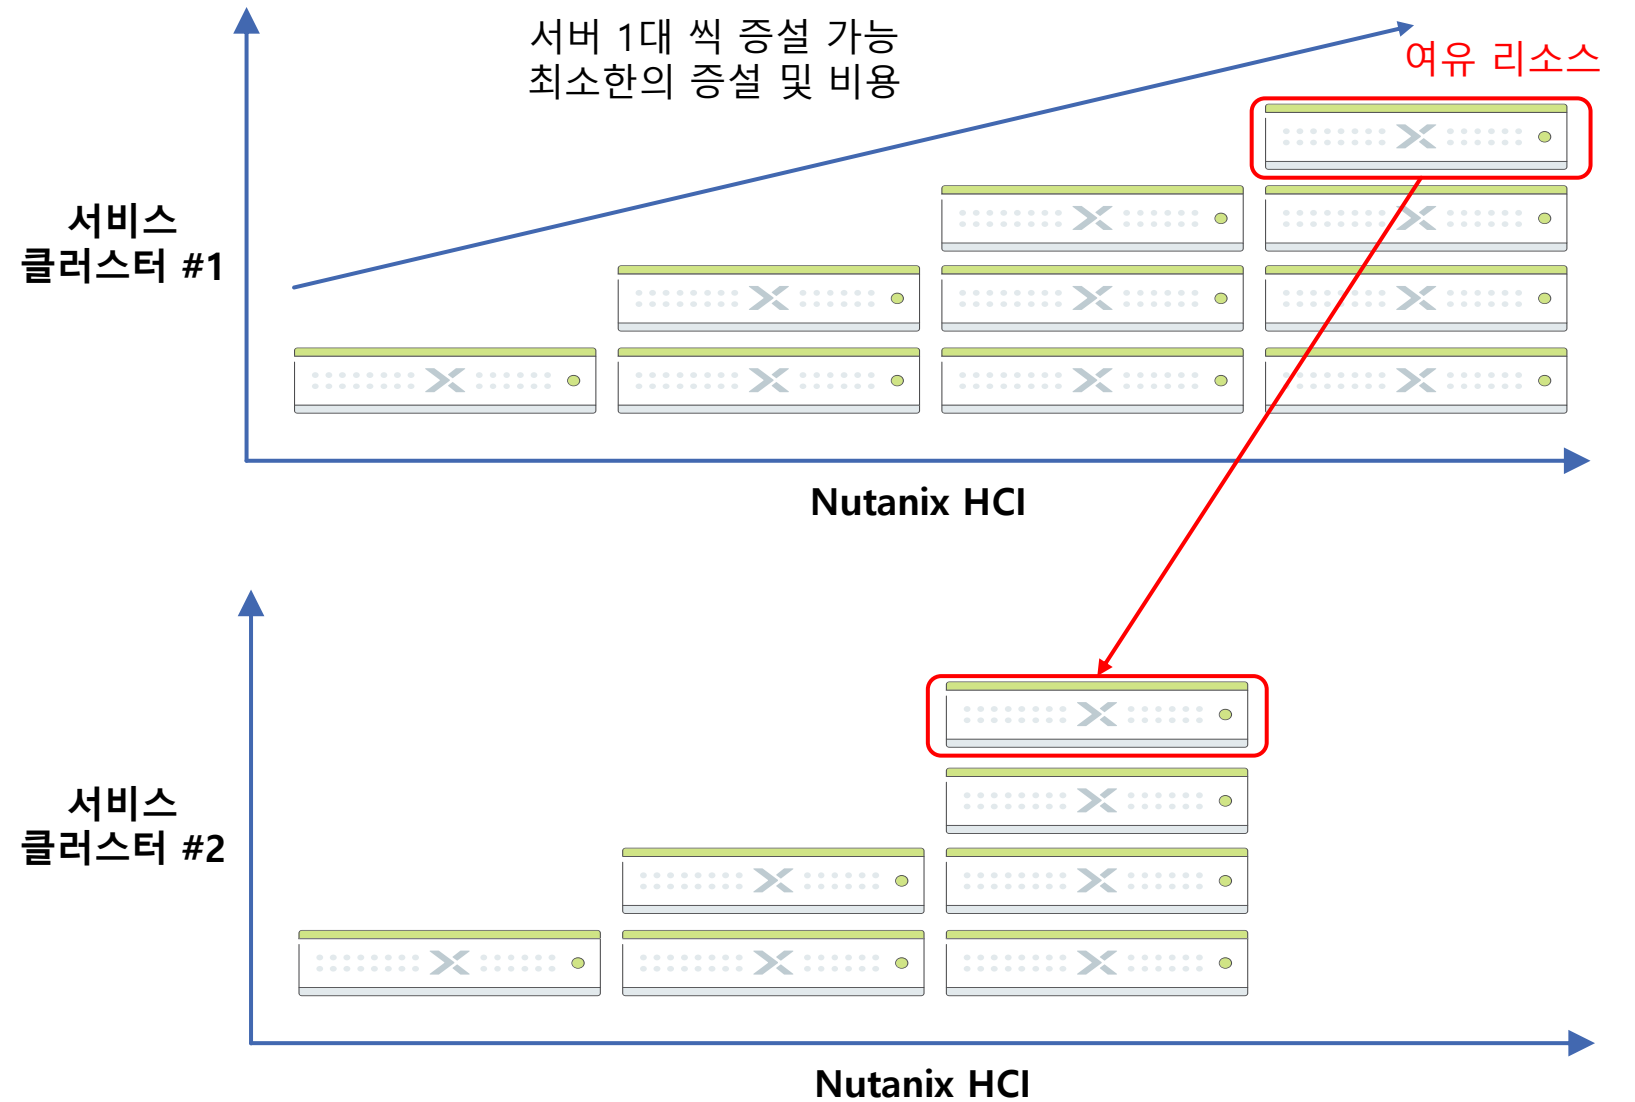 서버 1대 씩 증설 가능
최소한의 증설 및 비용
여유 리소스
서비스
클러스터 #1
Nutanix HCI
서비스
클러스터 #2
Nutanix HCI